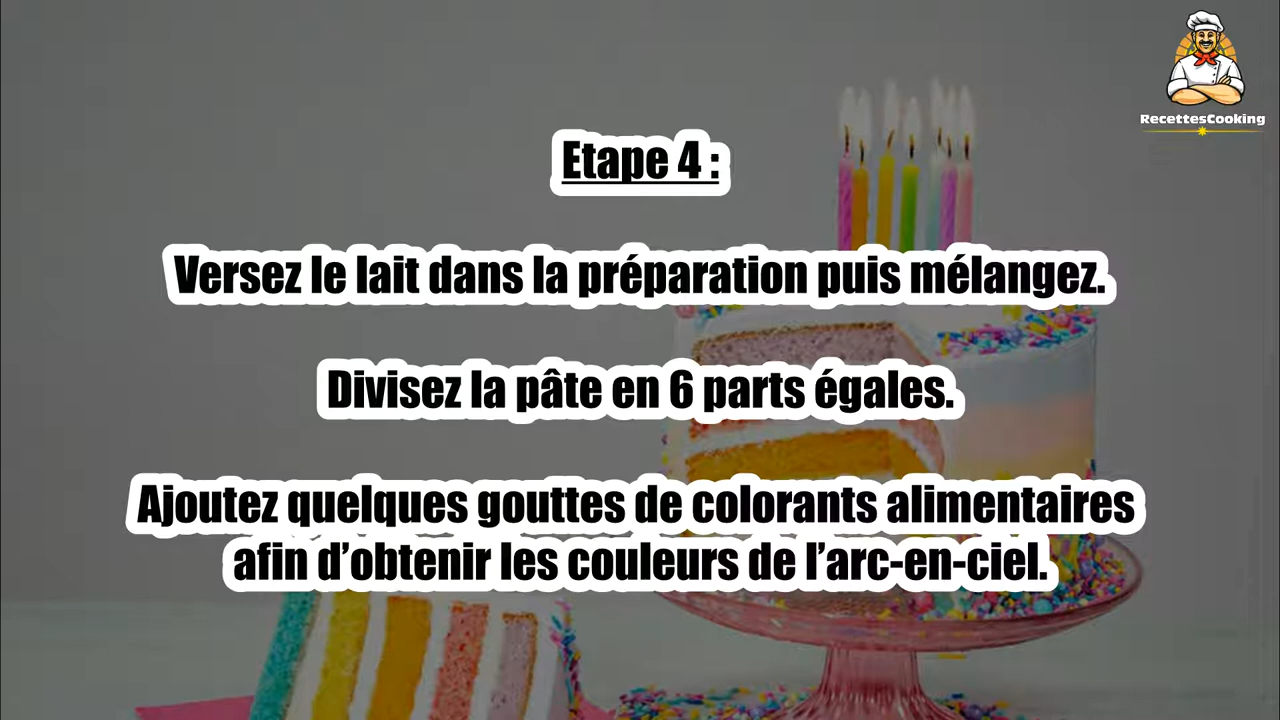 RecettesCooking
Etape 4 :
Versez le lait dans la préparation puis mélangez.
Divisez la pâte en 6 parts égales.
Ajoutez quelques gouttes de colorants alimentaires
afin d’obtenir les couleurs de l’arc-en-ciel.